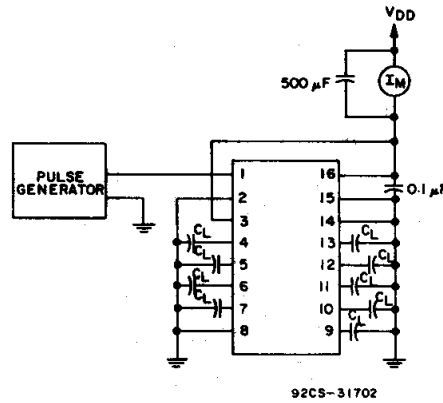 VDD
500 µF
IM
PULSE
GENERATOR
1
2
3
4
5
6
7
8
16
15
14
13
12
11
10
9
0.1 µF
CL
CL
CL
CL
CL
CL
CL
CL
CL
92CS-31702